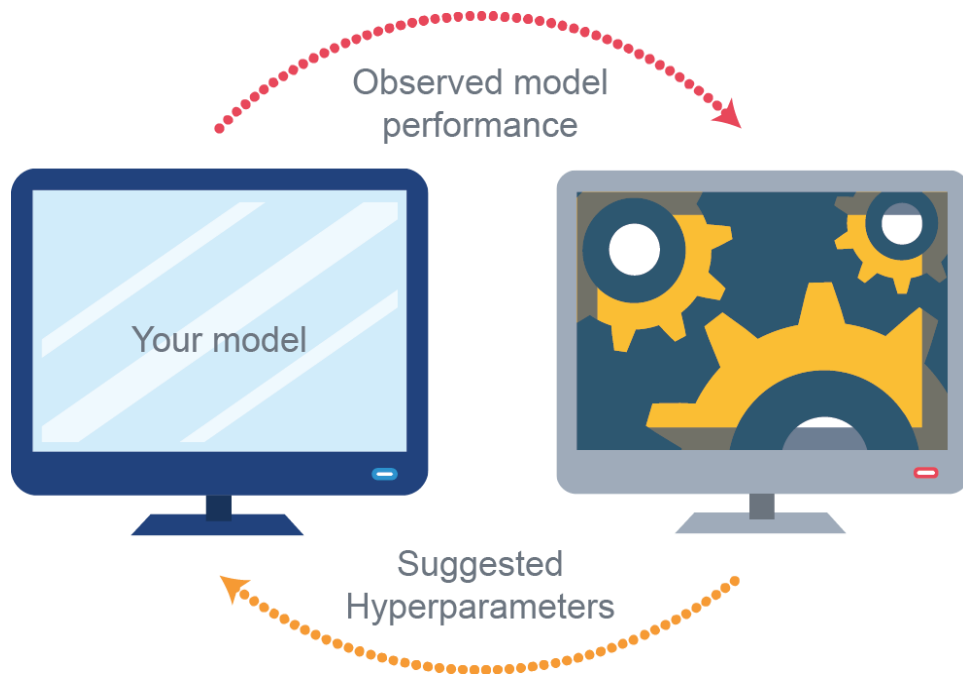 Observed model
performance
Your model
Suggested
Hyperparameters